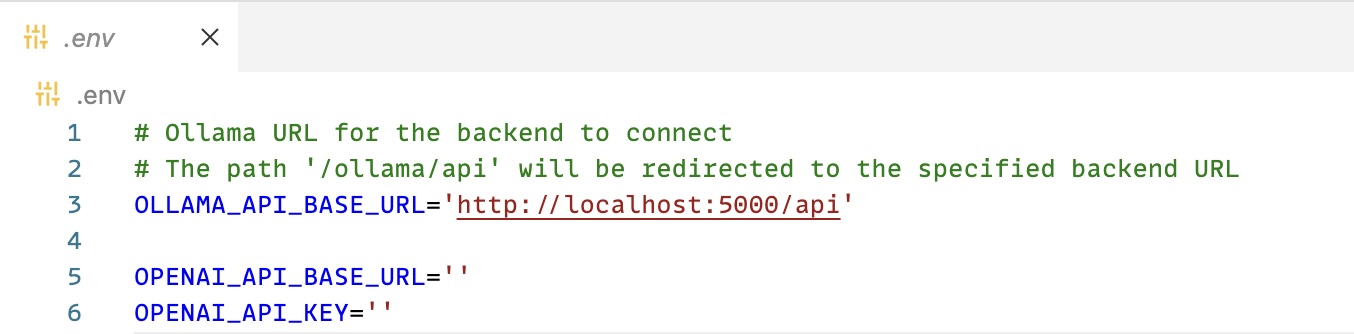 .env
.env
1 # Ollama URL for the backend to connect
2 # The path '/ollama/api' will be redirected to the specified backend URL
3 OLLAMA_API_BASE_URL='http://localhost:5000/api'
4
5 OPENAI_API_BASE_URL=''
6 OPENAI_API_KEY=''